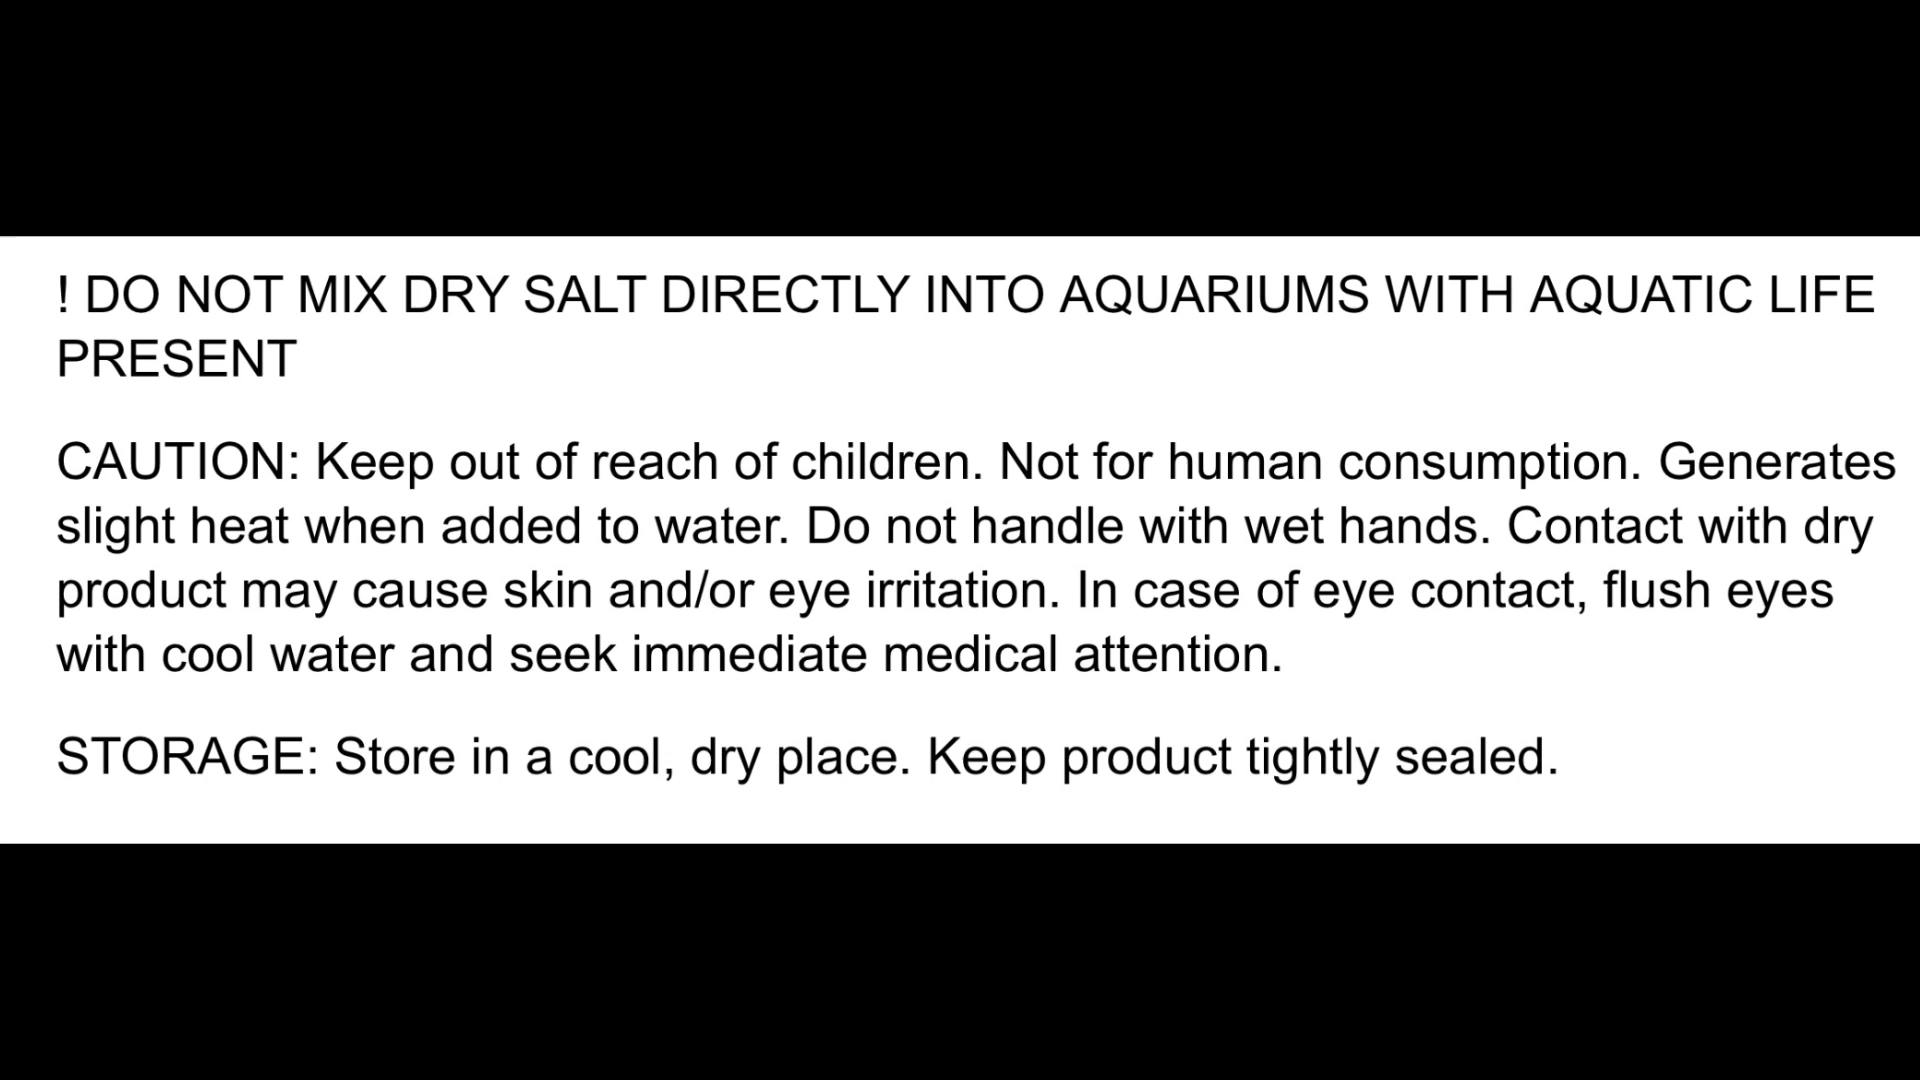 ! DO NOT MIX DRY SALT DIRECTLY INTO AQUARIUMS WITH AQUATIC LIFE
PRESENT
CAUTION: Keep out of reach of children. Not for human consumption. Generates
slight heat when added to water. Do not handle with wet hands. Contact with dry
product may cause skin and/or eye irritation. In case of eye contact, flush eyes
with cool water and seek immediate medical attention.
STORAGE: Store in a cool, dry place. Keep product tightly sealed.